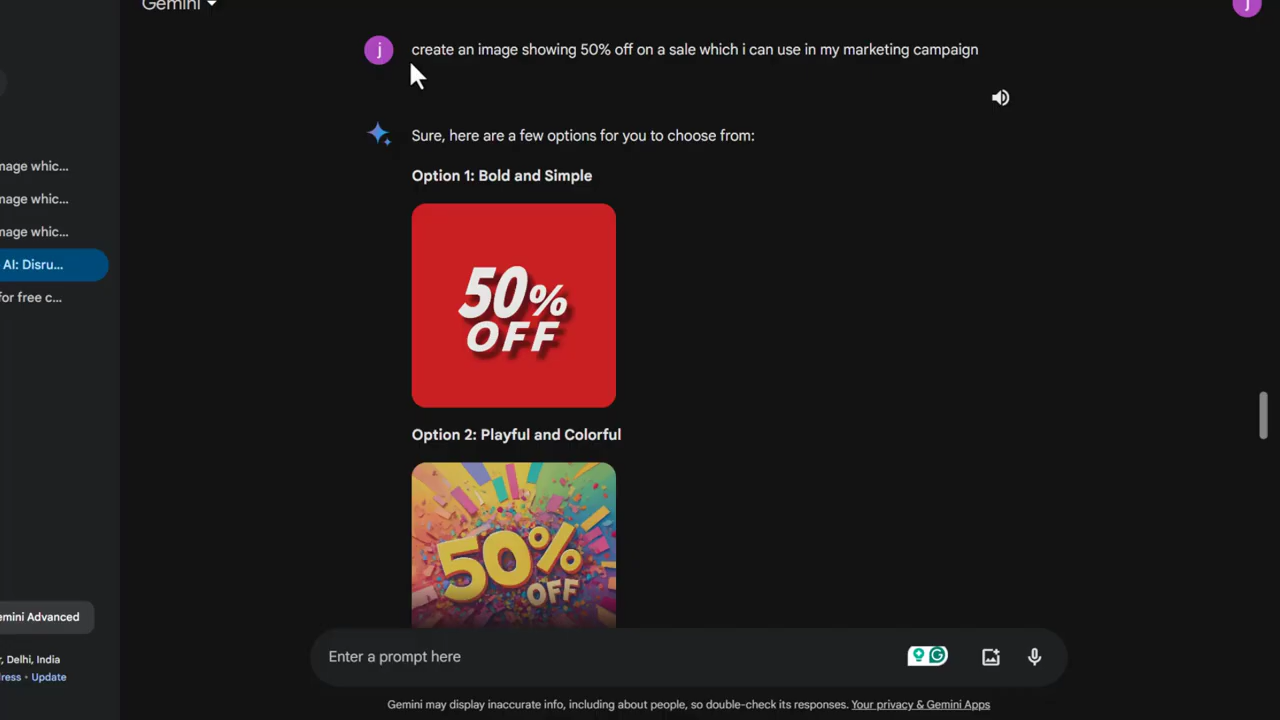 Gemini
j
j
create an image showing 50% off on a sale which i can use in my marketing campaign
Sure, here are a few options for you to choose from:
mage whic...
Option 1: Bold and Simple
mage whic...
mage whic...
AI: Disru...
for free c...
50%
OFF
Option 2: Playful and Colorful
50%
OFF
emini Advanced
Enter a prompt here
, Delhi, India
ress • Update
Gemini may display inaccurate info, including about people, so double-check its responses. Your privacy & Gemini Apps